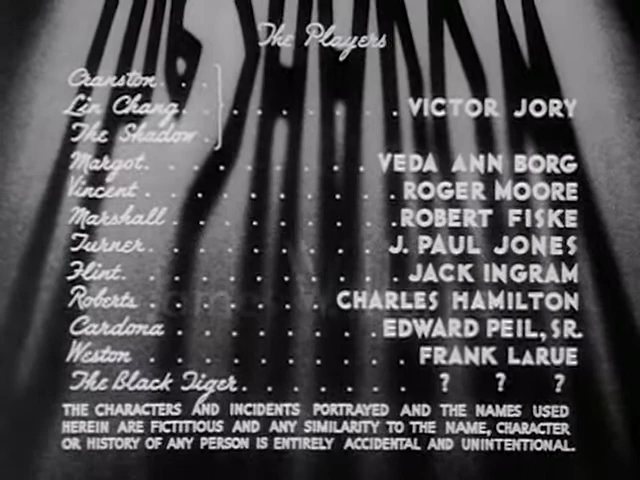 THE SHADOW
The Players
Cranston. . .
Lin Chang. . . . . . . . . VICTOR JORY
The Shadow .
Margot. . . . . . . . . . VEDA ANN BORG
Vincent . . . . . . . . . . ROGER MOORE
Marshall . . . . . . . . . ROBERT FISKE
Turner. . . . . . . . . . J. PAUL JONES
Flint. . . . . . . . . . . JACK INGRAM
Roberts . . . . . . . CHARLES HAMILTON
Cardona . . . . . . . . EDWARD PEIL, SR.
Weston . . . . . . . . . . FRANK LARUE
The Black Tiger. . . . . . . ? ? ?
THE CHARACTERS AND INCIDENTS PORTRAYED AND THE NAMES USED
HEREIN ARE FICTITIOUS AND ANY SIMILARITY TO THE NAME, CHARACTER
OR HISTORY OF ANY PERSON IS ENTIRELY ACCIDENTAL AND UNINTENTIONAL.